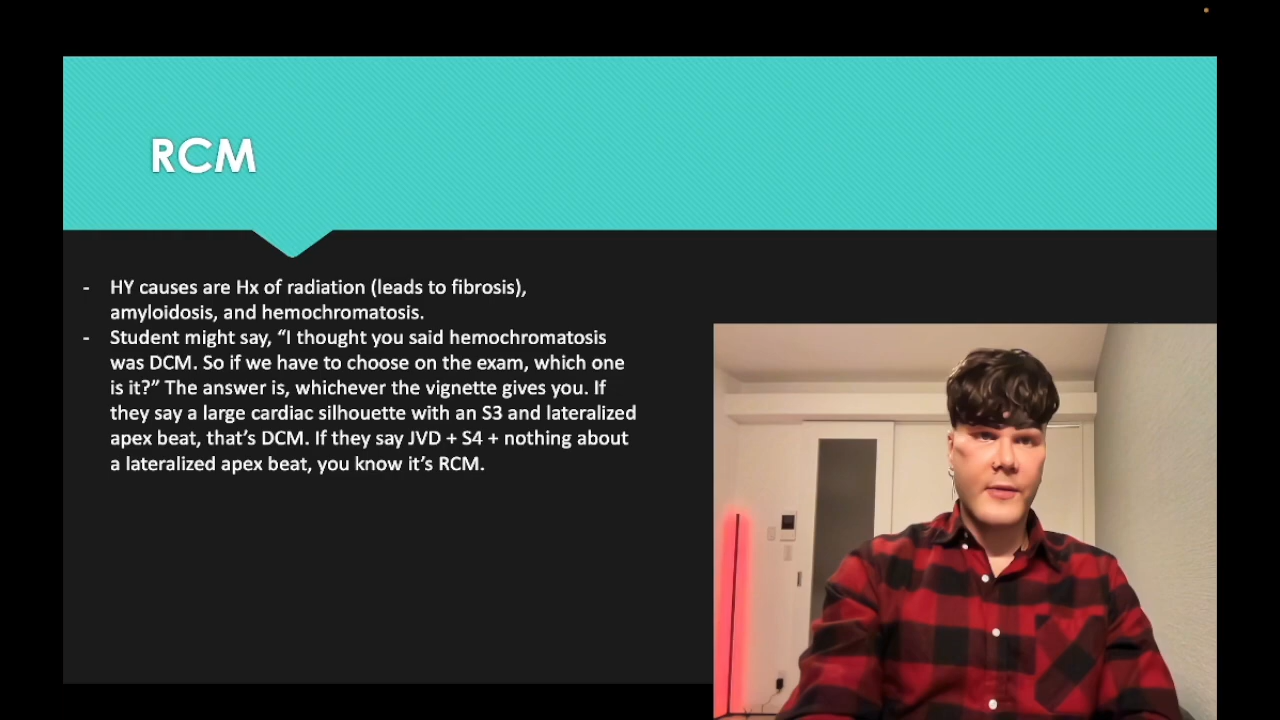 RCM
- HY causes are Hx of radiation (leads to fibrosis),
amyloidosis, and hemochromatosis.
- Student might say, “I thought you said hemochromatosis
was DCM. So if we have to choose on the exam, which one
is it?” The answer is, whichever the vignette gives you. If
they say a large cardiac silhouette with an S3 and lateralized
apex beat, that’s DCM. If they say JVD + S4 + nothing about
a lateralized apex beat, you know it’s RCM.